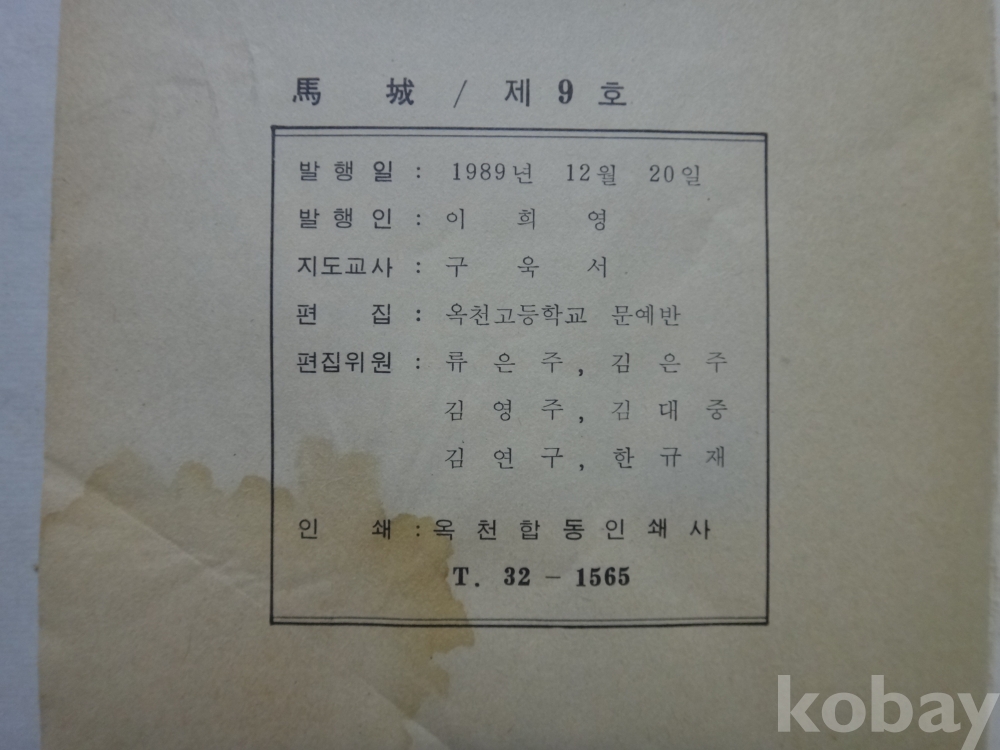 馬 城 / 제 9 호
발 행 일 : 1989년 12월 20일
발 행 인 : 이 희 영
지도교사 : 구 욱 서
편 집 : 옥천고등학교 문예반
편집위원 : 류 은 주, 김 은 주
김 영 주, 김 대 중
김 연 구, 한 규 재
인 쇄 : 옥 천 합 동 인 쇄 사
T. 32 - 1565
kobay